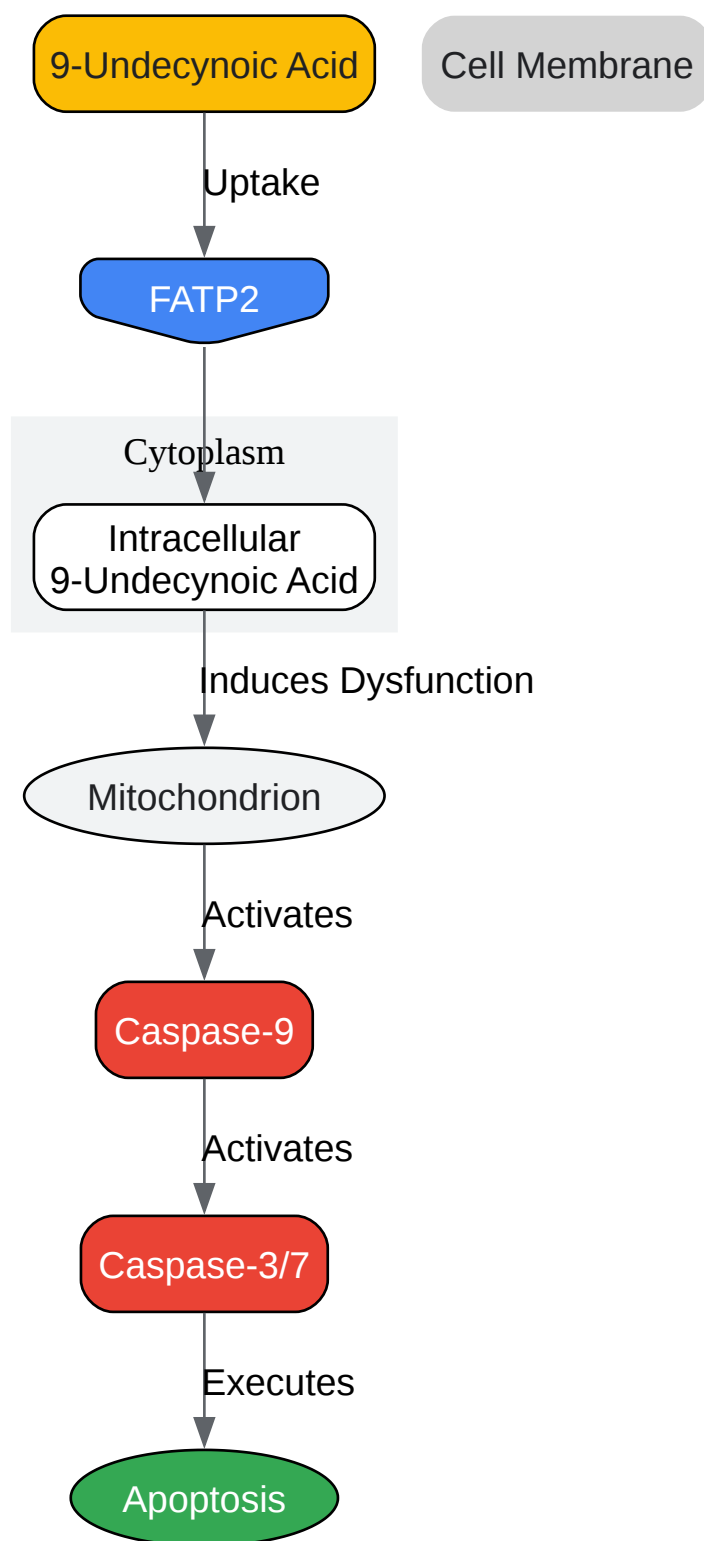 9-Undecynoic Acid
Cell Membrane
Uptake
FATP2
Cytoplasm
Intracellular
9-Undecynoic Acid
Induces Dysfunction
Mitochondrion
Activates
Caspase-9
Activates
Caspase-3/7
Executes
Apoptosis